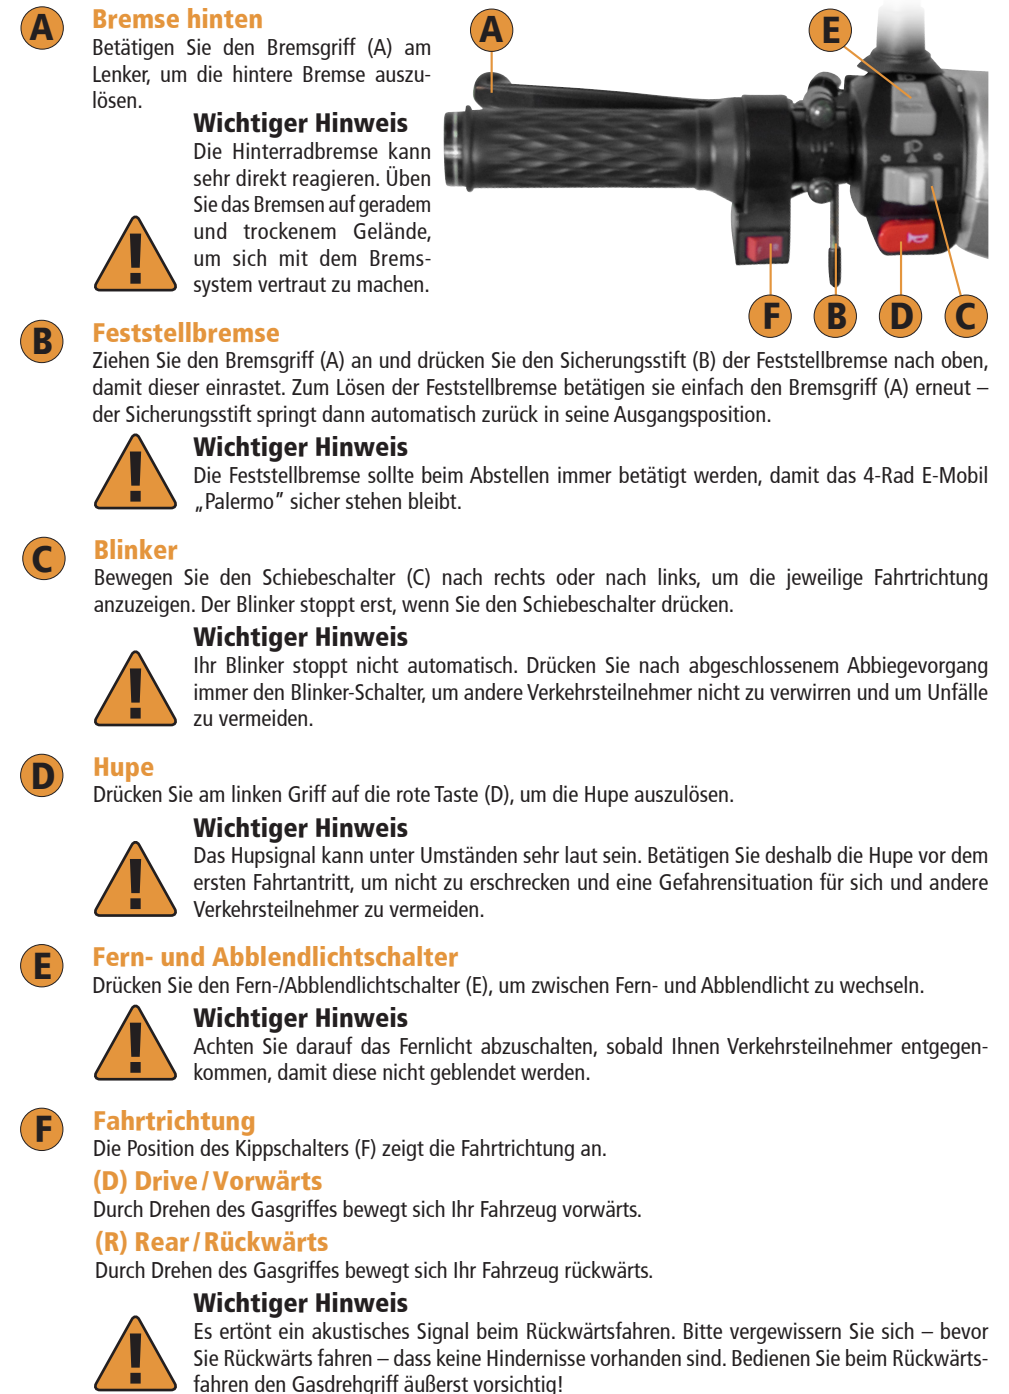 A
Bremse hinten
Betätigen Sie den Bremsgriff (A) am
Lenker, um die hintere Bremse auszu-
lösen.
Wichtiger Hinweis
Die Hinterradbremse kann
sehr direkt reagieren. Üben
Sie das Bremsen auf geradem
und trockenem Gelände,
um sich mit dem Brems-
system vertraut zu machen.
A
E
F
B
D
C
B
Feststellbremse
Ziehen Sie den Bremsgriff (A) an und drücken Sie den Sicherungsstift (B) der Feststellbremse nach oben,
damit dieser einrastet. Zum Lösen der Feststellbremse betätigen sie einfach den Bremsgriff (A) erneut –
der Sicherungsstift springt dann automatisch zurück in seine Ausgangsposition.
Wichtiger Hinweis
Die Feststellbremse sollte beim Abstellen immer betätigt werden, damit das 4-Rad E-Mobil
„Palermo" sicher stehen bleibt.
C
Blinker
Bewegen Sie den Schiebeschalter (C) nach rechts oder nach links, um die jeweilige Fahrtrichtung
anzuzeigen. Der Blinker stoppt erst, wenn Sie den Schiebeschalter drücken.
Wichtiger Hinweis
Ihr Blinker stoppt nicht automatisch. Drücken Sie nach abgeschlossenem Abbiegevorgang
immer den Blinker-Schalter, um andere Verkehrsteilnehmer nicht zu verwirren und um Unfälle
zu vermeiden.
D
Hupe
Drücken Sie am linken Griff auf die rote Taste (D), um die Hupe auszulösen.
Wichtiger Hinweis
Das Hupsignal kann unter Umständen sehr laut sein. Betätigen Sie deshalb die Hupe vor dem
ersten Fahrtantritt, um nicht zu erschrecken und eine Gefahrensituation für sich und andere
Verkehrsteilnehmer zu vermeiden.
E
Fern- und Abblendlichtschalter
Drücken Sie den Fern-/Abblendlichtschalter (E), um zwischen Fern- und Abblendlicht zu wechseln.
Wichtiger Hinweis
Achten Sie darauf das Fernlicht abzuschalten, sobald Ihnen Verkehrsteilnehmer entgegen-
kommen, damit diese nicht geblendet werden.
F
Fahrtrichtung
Die Position des Kippschalters (F) zeigt die Fahrtrichtung an.
(D) Drive / Vorwärts
Durch Drehen des Gasgriffes bewegt sich Ihr Fahrzeug vorwärts.
(R) Rear / Rückwärts
Durch Drehen des Gasgriffes bewegt sich Ihr Fahrzeug rückwärts.
Wichtiger Hinweis
Es ertönt ein akustisches Signal beim Rückwärtsfahren. Bitte vergewissern Sie sich – bevor
Sie Rückwärts fahren – dass keine Hindernisse vorhanden sind. Bedienen Sie beim Rückwärts-
fahren den Gasdrehgriff äußerst vorsichtig!